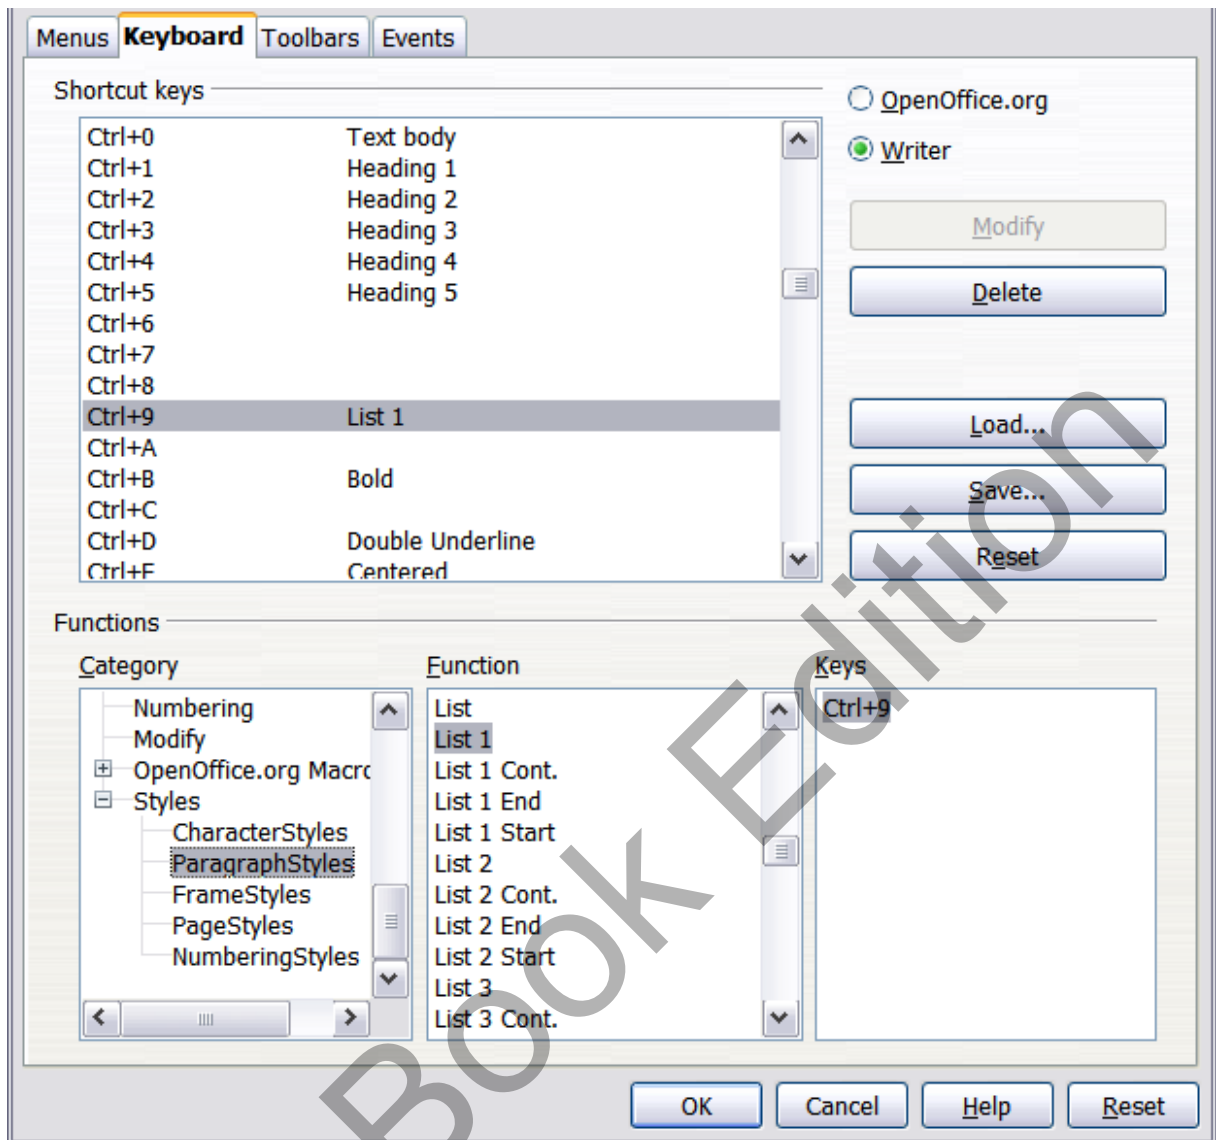 Menus Keyboard Toolbars Events
Shortcut keys
Ctrl+0 Text body
Ctrl+1 Heading 1
Ctrl+2 Heading 2
Ctrl+3 Heading 3
Ctrl+4 Heading 4
Ctrl+5 Heading 5
Ctrl+6
Ctrl+7
Ctrl+8
Ctrl+9 List 1
Ctrl+A
Ctrl+B Bold
Ctrl+C
Ctrl+D Double Underline
Ctrl+E Centered
OpenOffice.org
Writer
Modify
Delete
Load...
Save...
Reset
Functions
Category
Numbering
Modify
OpenOffice.org Macro
Styles
CharacterStyles
ParagraphStyles
FrameStyles
PageStyles
NumberingStyles
Function
List
List 1
List 1 Cont.
List 1 End
List 1 Start
List 2
List 2 Cont.
List 2 End
List 2 Start
List 3
List 3 Cont.
Keys
Ctrl+9
OK Cancel Help Reset
Book Edition